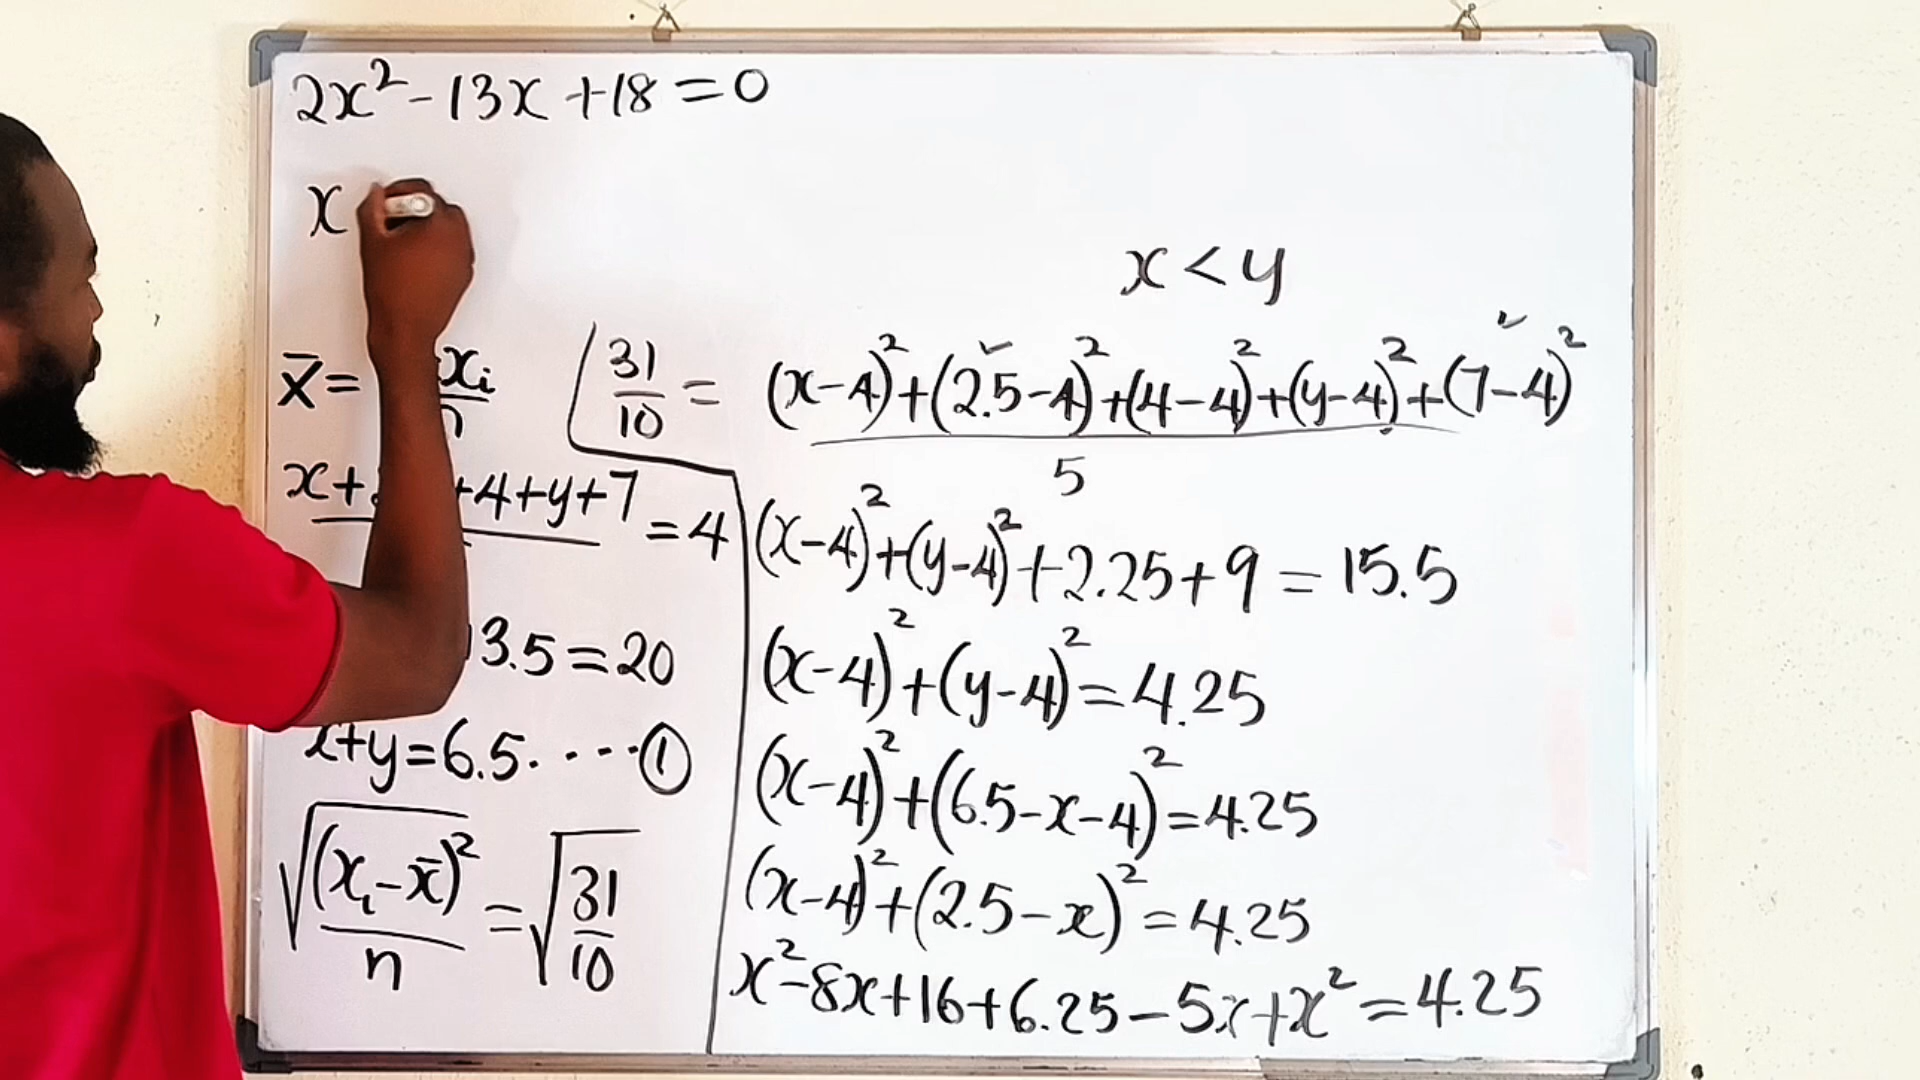 2x² - 13x + 18 = 0
x
x < y
x̄ = xᵢ/n
31/10 = ((x-4)² + (2.5-4)² + (4-4)² + (y-4)² + (7-4)²)/5
x+ +4+y+7 = 4
(x-4)² + (y-4)² + 2.25 + 9 = 15.5
13.5 = 20
(x-4)² + (y-4)² = 4.25
x+y = 6.5 . . . . ①
(x-4)² + (6.5-x-4)² = 4.25
√((xᵢ-x̄)²/n) = √(31/10)
(x-4)² + (2.5-x)² = 4.25
x² - 8x + 16 + 6.25 - 5x + x² = 4.25